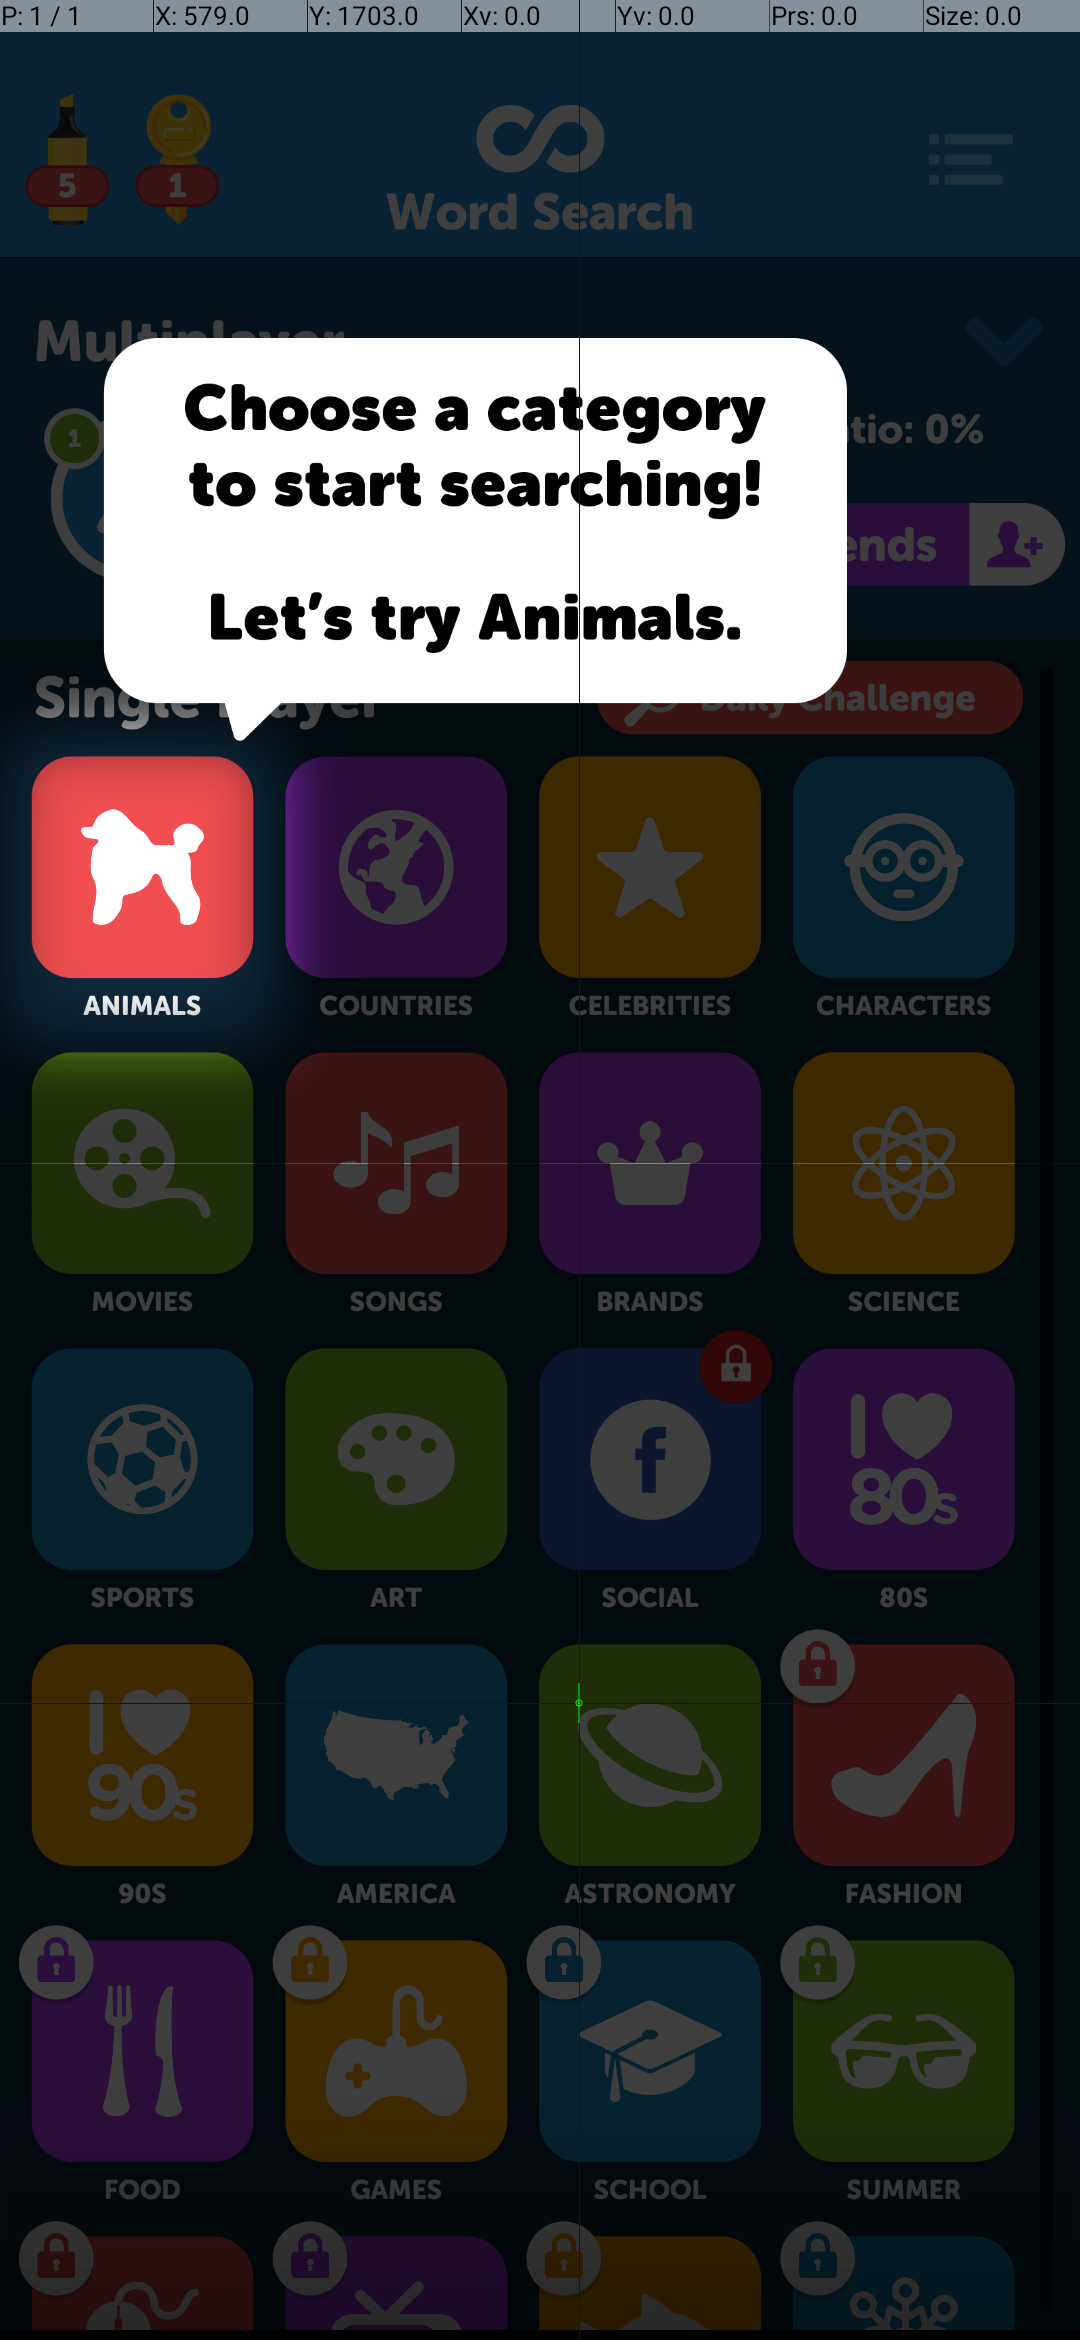 P: 1 / 1 X: 579.0 Y: 1703.0 Xv: 0.0 Yv: 0.0 Prs: 0.0 Size: 0.0
5 1
Word Search
Multiplayer
Choose a category
to start searching!
Let's try Animals.
1
0%
Single Player
Daily Challenge
ANIMALS COUNTRIES CELEBRITIES CHARACTERS
MOVIES SONGS BRANDS SCIENCE
f
I
80s
SPORTS ART SOCIAL 80S
I
90s
90S AMERICA ASTRONOMY FASHION
FOOD GAMES SCHOOL SUMMER